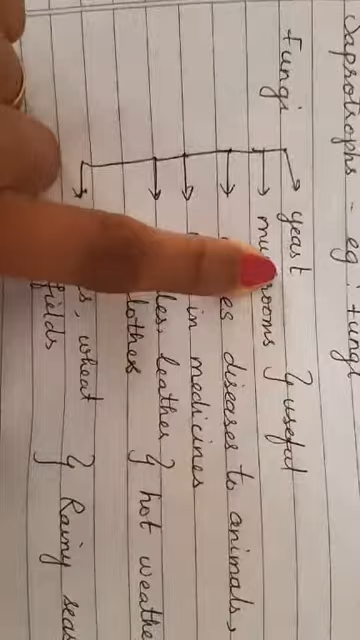 Saprotrophs - eg: fungi
Fungi
yeast
rooms } useful
es diseases to animals,
in medicines
les leather } hot weathe
lothes
s, wheat } Rainy seas
fields